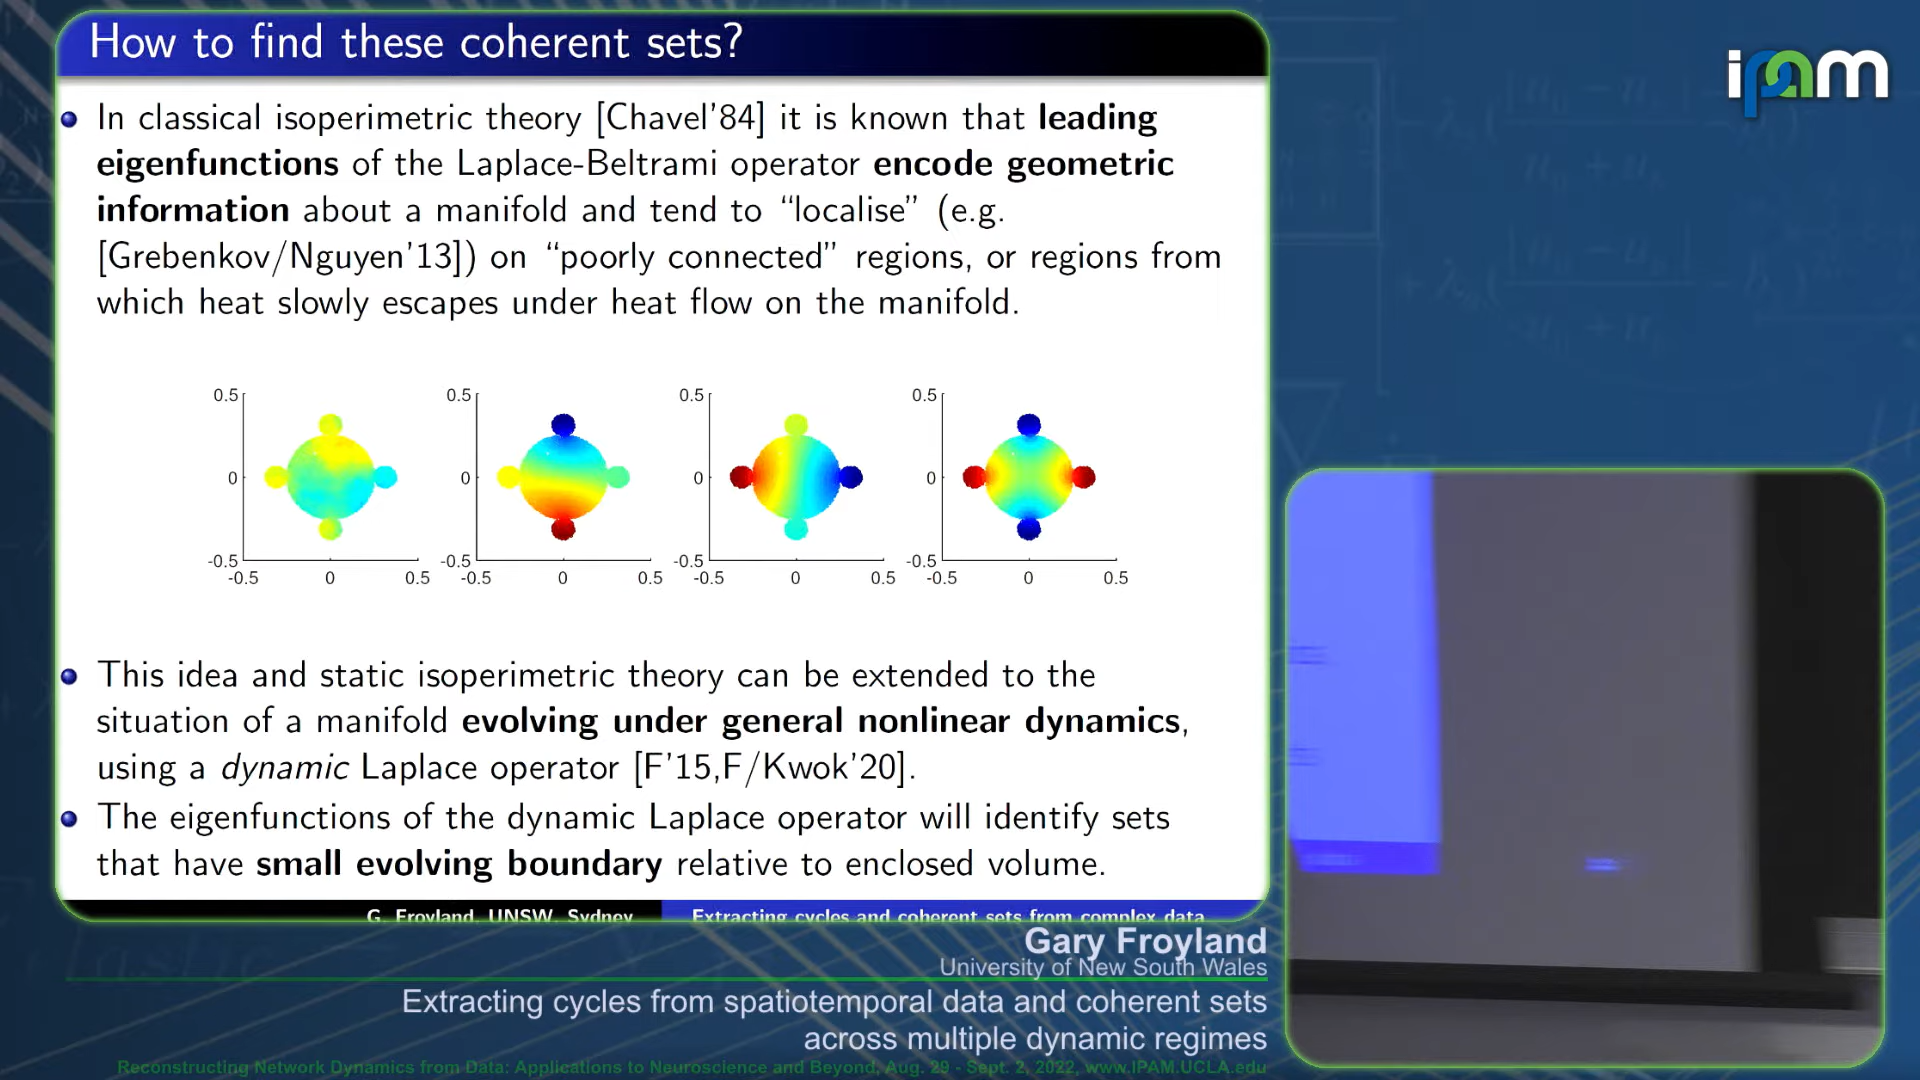 How to find these coherent sets?
ipam
In classical isoperimetric theory [Chavel'84] it is known that leading
eigenfunctions of the Laplace-Beltrami operator encode geometric
information about a manifold and tend to “localise” (e.g.
[Grebenkov/Nguyen'13]) on “poorly connected” regions, or regions from
which heat slowly escapes under heat flow on the manifold.
0.5 0.5 0.5 0.5
0 0 0 0
-0.5 -0.5 -0.5 -0.5
-0.5 0 0.5 -0.5 0 0.5 -0.5 0 0.5 -0.5 0 0.5
This idea and static isoperimetric theory can be extended to the
situation of a manifold evolving under general nonlinear dynamics,
using a dynamic Laplace operator [F'15,F/Kwok'20].
The eigenfunctions of the dynamic Laplace operator will identify sets
that have small evolving boundary relative to enclosed volume.
G. Froyland, UNSW, Sydney Extracting cycles and coherent sets from complex data
Gary Froyland
University of New South Wales
Extracting cycles from spatiotemporal data and coherent sets
across multiple dynamic regimes
Reconstructing Network Dynamics from Data: Applications to Neuroscience and Beyond, Aug. 29 - Sept. 2, 2022, www.IPAM.UCLA.edu